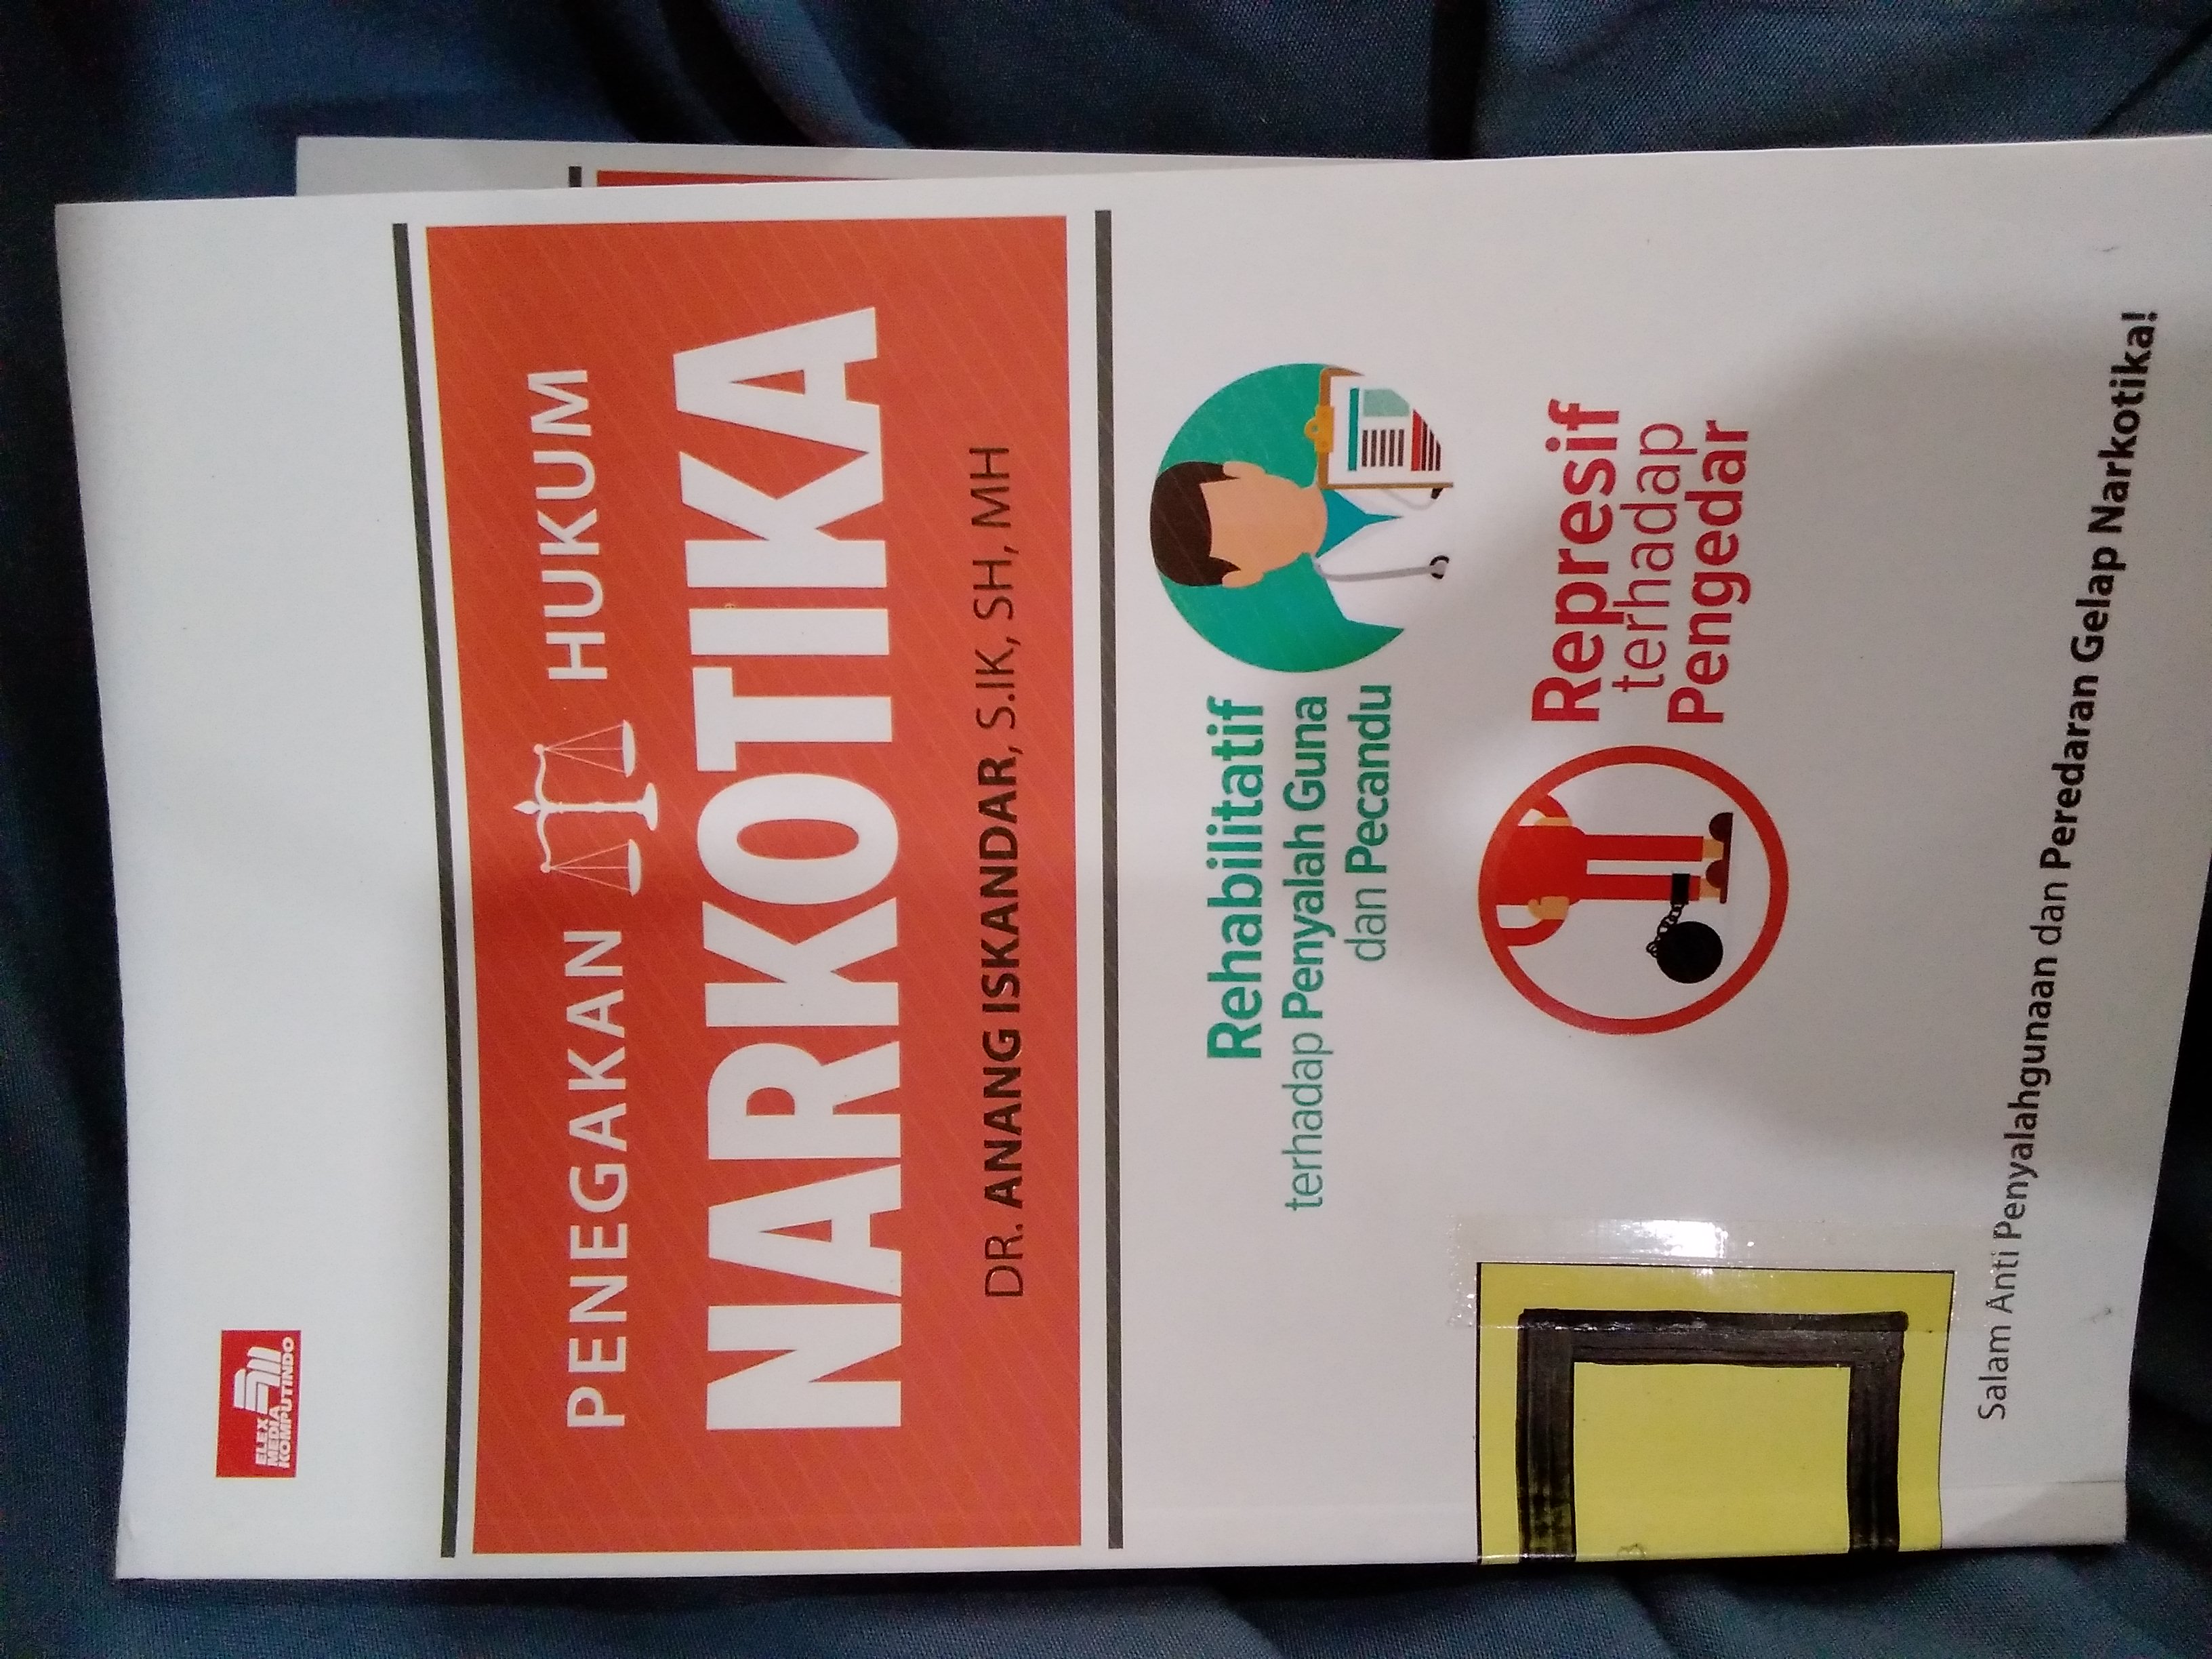 ELEX
MEDIA
KOMPUTINDO
PENEGAKAN HUKUM
NARKOTIKA
DR. ANANG ISKANDAR, S.IK, SH, MH
Rehabilitatif
terhadap Penyalah Guna
dan Pecandu
Represif
terhadap
Pengedar
Salam Anti Penyalahgunaan dan Peredaran Gelap Narkotika!